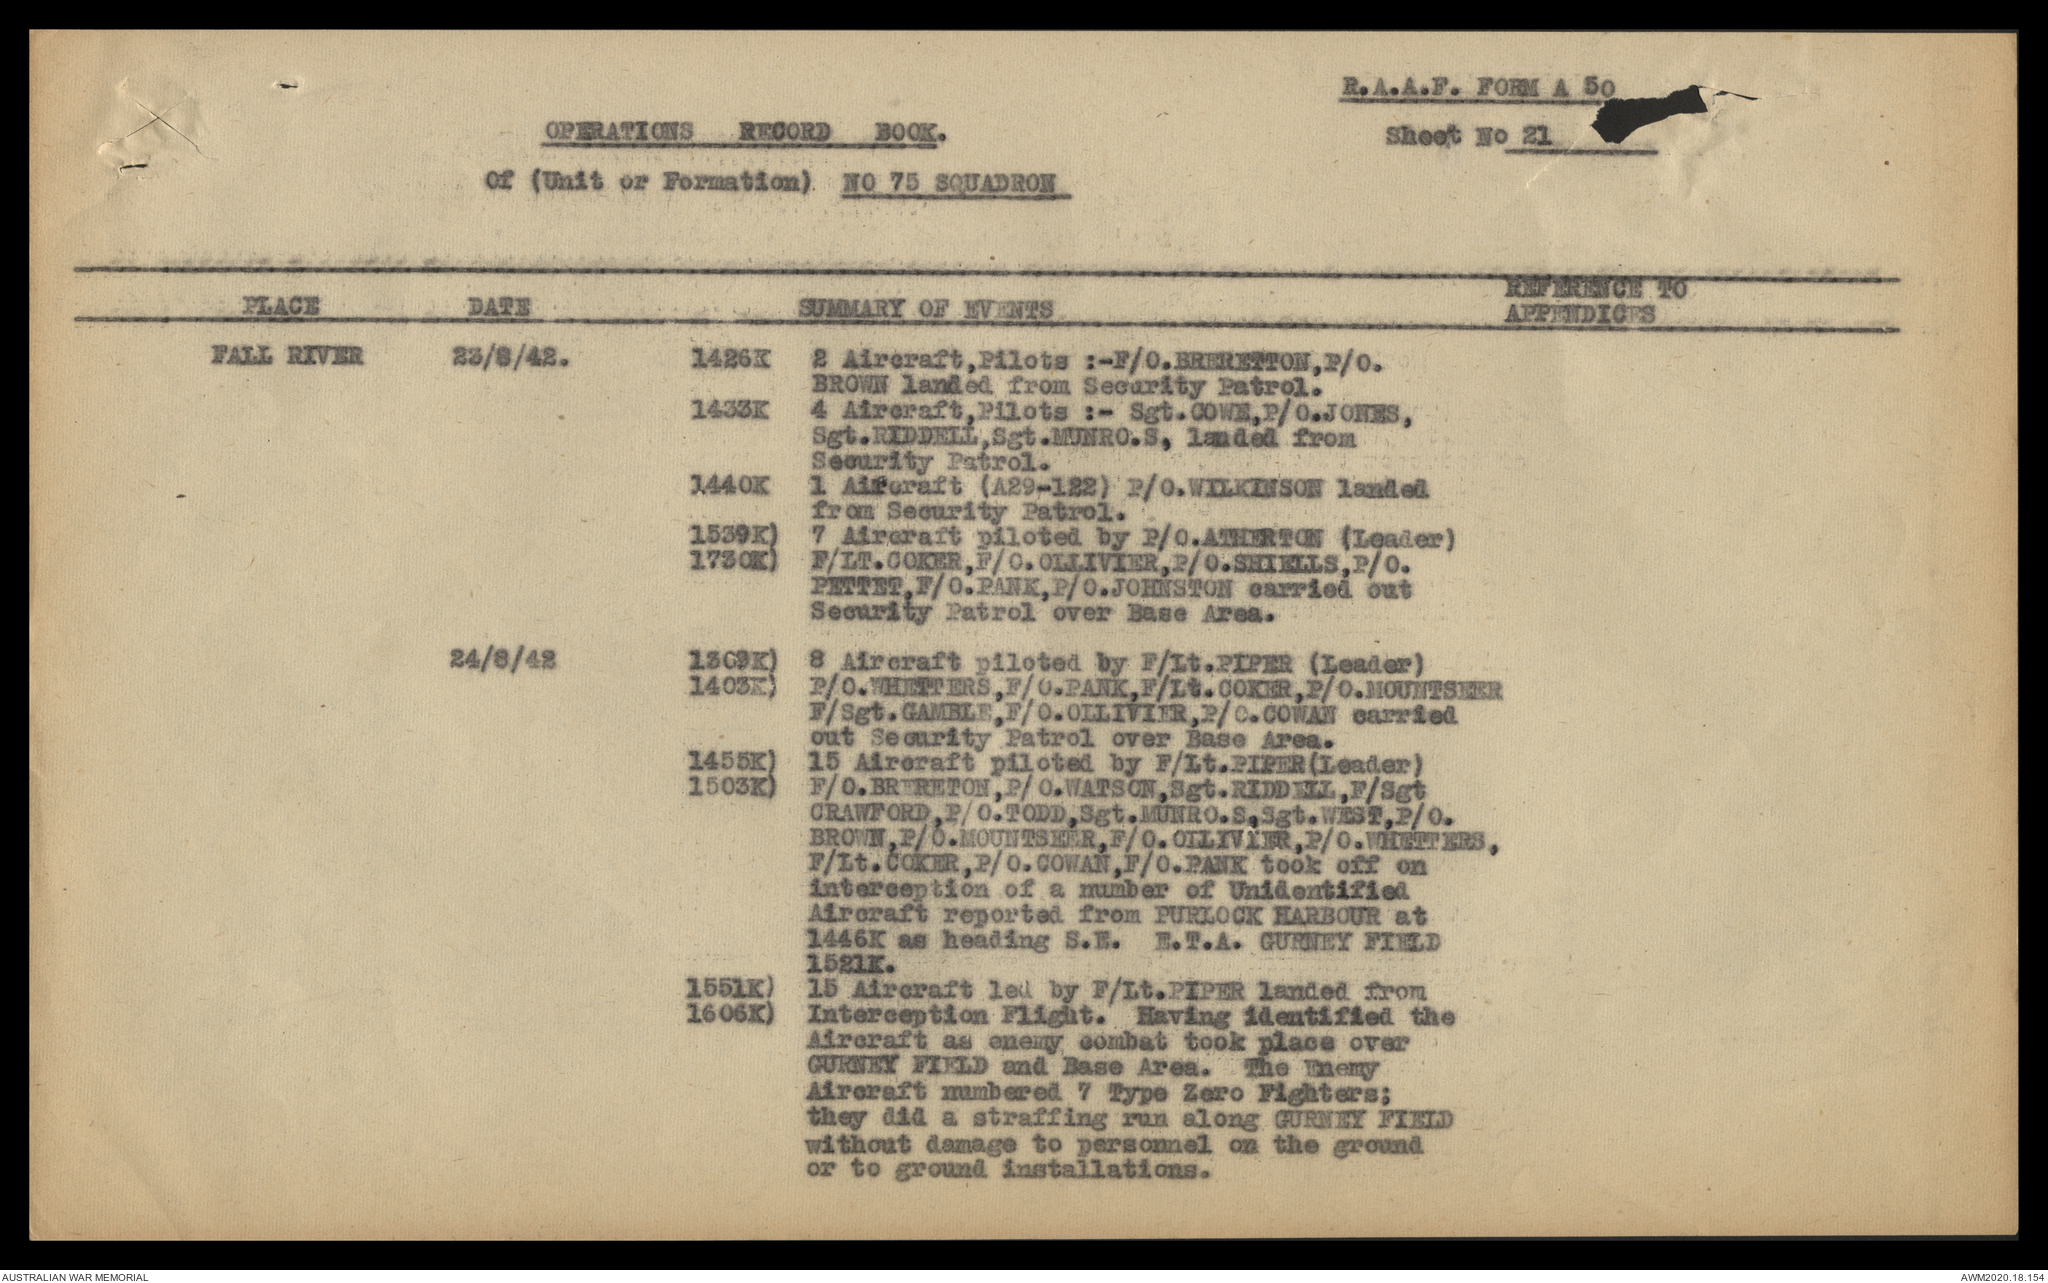 R.A.A.F. FORM A 50
Sheet No 21
OPERATIONS RECORD BOOK.
Of (Unit or Formation) NO 75 SQUADRON
PLACE DATE SUMMARY OF EVENTS REFERENCE TO APPENDICES
FALL RIVER 23/8/42. 1426K 2 Aircraft,Pilots :-F/O.BRERETTON,P/O.
BROWN landed from Security Patrol.
1433K 4 Aircraft,Pilots :- Sgt.COWE,P/O.JONES,
Sgt.RIDDELL,Sgt.MUNRO.S, landed from
Security Patrol.
1440K 1 Aircraft (A29-122) P/O.WILKINSON landed
from Security Patrol.
1539K) 7 Aircraft piloted by P/O.ATHERTON (Leader)
1730K) F/LT.COKER,F/O.OLLIVIER,P/O.SHIELLS,P/O.
PETTET,F/O.PANK,P/O.JOHNSTON carried out
Security Patrol over Base Area.
24/8/42 1309K) 8 Aircraft piloted by F/Lt.PIPER (Leader)
1403K) P/O.WHETTERS,F/O.PANK,F/Lt.COKER,P/O.MOUNTSEER
F/Sgt.GAMBLE,F/O.OLLIVIER,P/O.COWAN carried
out Security Patrol over Base Area.
1455K) 15 Aircraft piloted by F/Lt.PIPER(Leader)
1503K) F/O.BRERETON,P/O.WATSON,Sgt.RIDDELL,F/Sgt
CRAWFORD,P/O.TODD,Sgt.MUNRO.S,Sgt.WEST,P/O.
BROWN,P/O.MOUNTSEER,F/O.OLLIVIER,P/O.WHETTERS,
F/Lt.COKER,P/O.COWAN,F/O.PANK took off on
interception of a number of Unidentified
Aircraft reported from PURLOCK HARBOUR at
1446K as heading S.E. E.T.A. GURNEY FIELD
1521K.
1551K) 15 Aircraft led by F/Lt.PIPER landed from
1606K) Interception Flight. Having identified the
Aircraft as enemy combat took place over
GURNEY FIELD and Base Area. The Enemy
Aircraft numbered 7 Type Zero Fighters;
they did a straffing run along GURNEY FIELD
without damage to personnel on the ground
or to ground installations.
AUSTRALIAN WAR MEMORIAL AWM2020.18.154